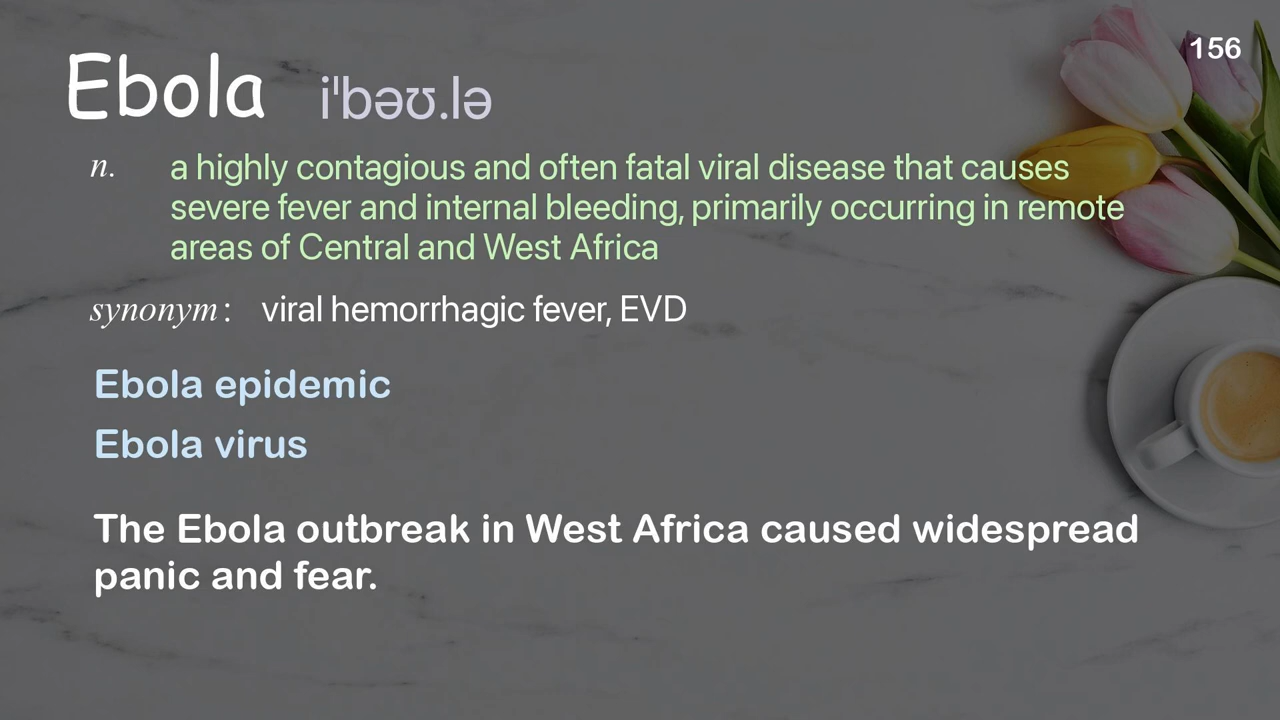 156
Ebola iˈbəʊ.lə
n. a highly contagious and often fatal viral disease that causes
severe fever and internal bleeding, primarily occurring in remote
areas of Central and West Africa
synonym: viral hemorrhagic fever, EVD
Ebola epidemic
Ebola virus
The Ebola outbreak in West Africa caused widespread
panic and fear.